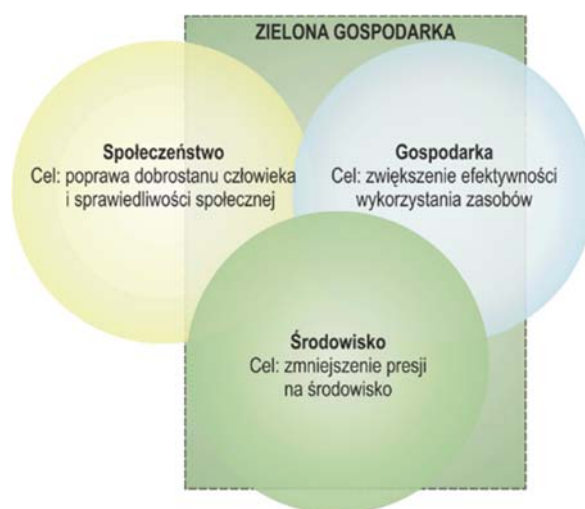 ZIELONA GOSPODARKA
Społeczeństwo
Cel: poprawa dobrostanu człowieka
i sprawiedliwości społecznej
Gospodarka
Cel: zwiększenie efektywności
wykorzystania zasobów
Środowisko
Cel: zmniejszenie presji
na środowisko